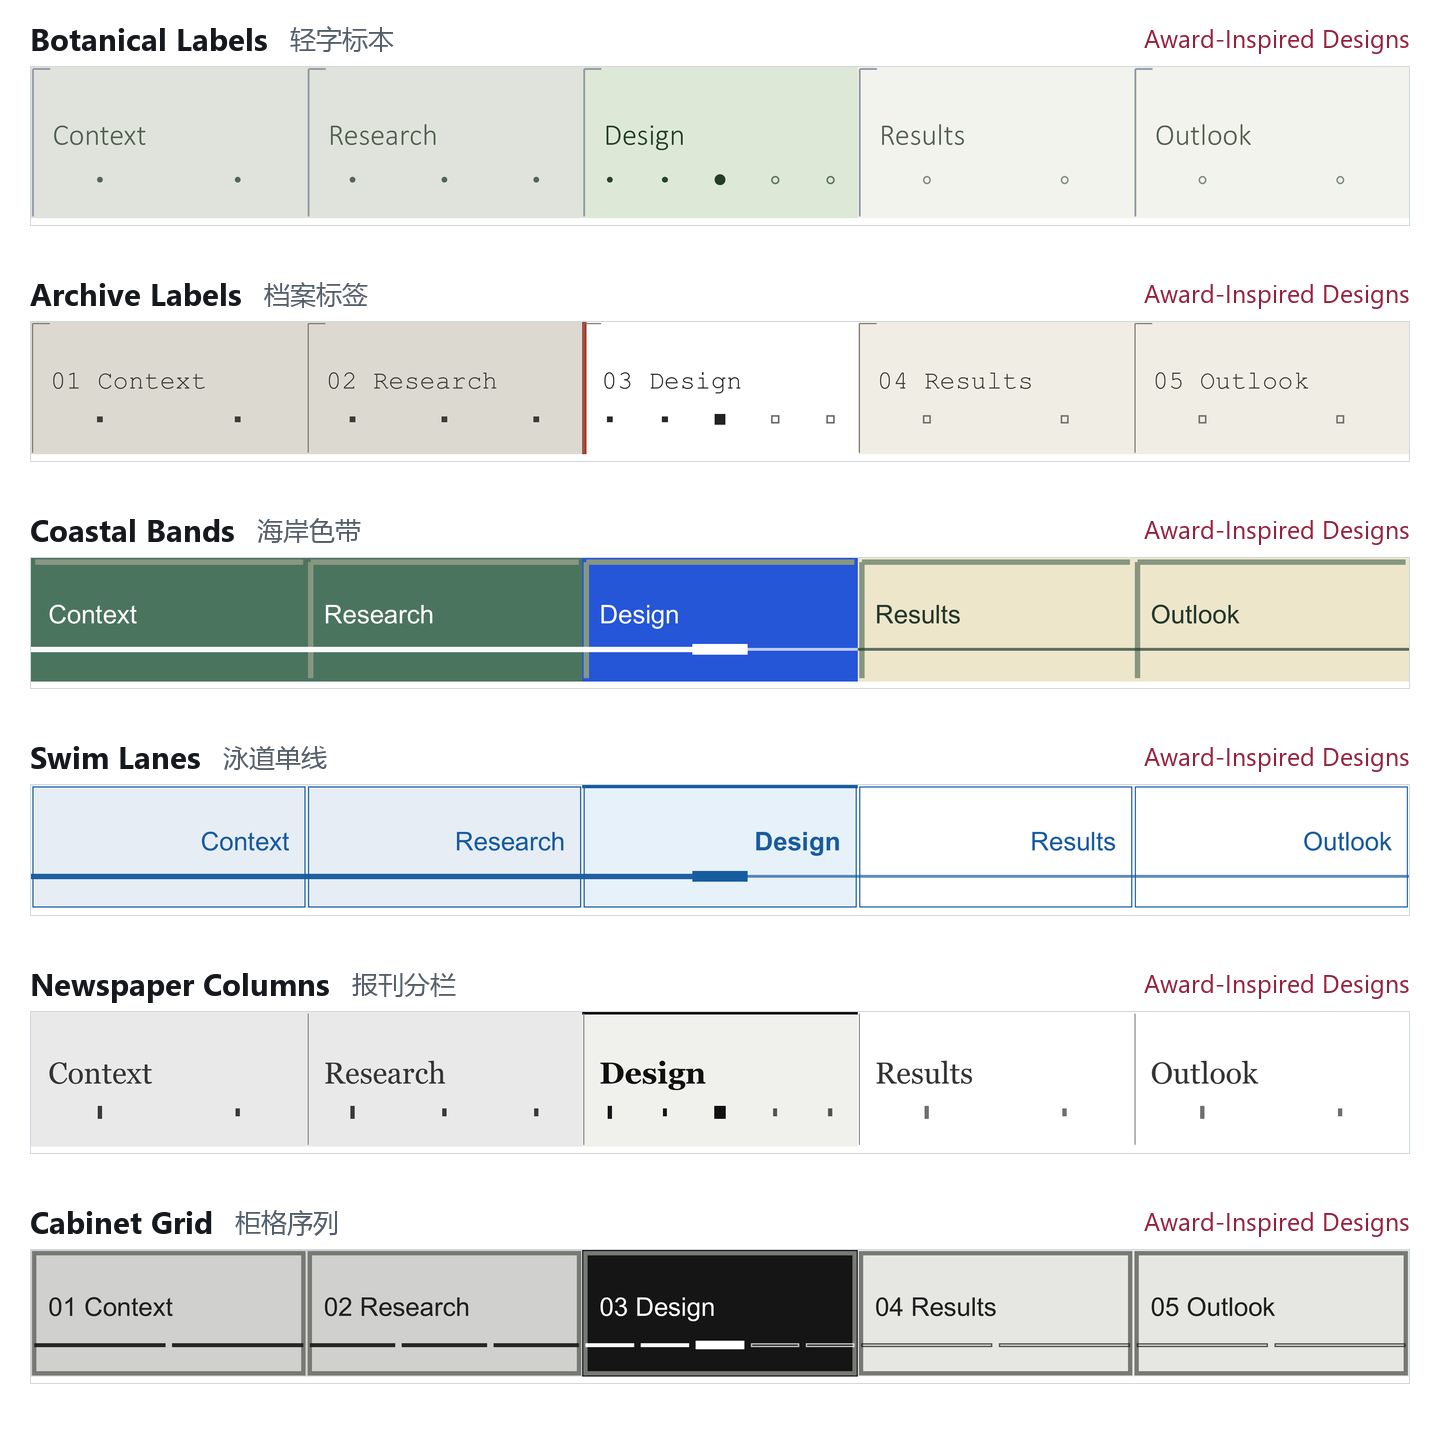 Botanical Labels 轻字标本 Award-Inspired Designs
Context Research Design Results Outlook
Archive Labels 档案标签 Award-Inspired Designs
01 Context 02 Research 03 Design 04 Results 05 Outlook
Coastal Bands 海岸色带 Award-Inspired Designs
Context Research Design Results Outlook
Swim Lanes 泳道单线 Award-Inspired Designs
Context Research Design Results Outlook
Newspaper Columns 报刊分栏 Award-Inspired Designs
Context Research Design Results Outlook
Cabinet Grid 柜格序列 Award-Inspired Designs
01 Context 02 Research 03 Design 04 Results 05 Outlook